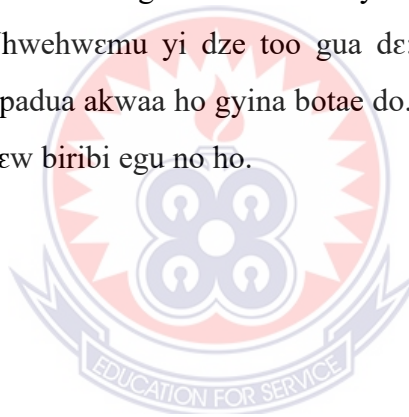 hwehwɛmu yi dze too gua dɛ
padua akwaa ho gyina botae do.
ɛw biribi egu no ho.
EDUCATION FOR SERVICE